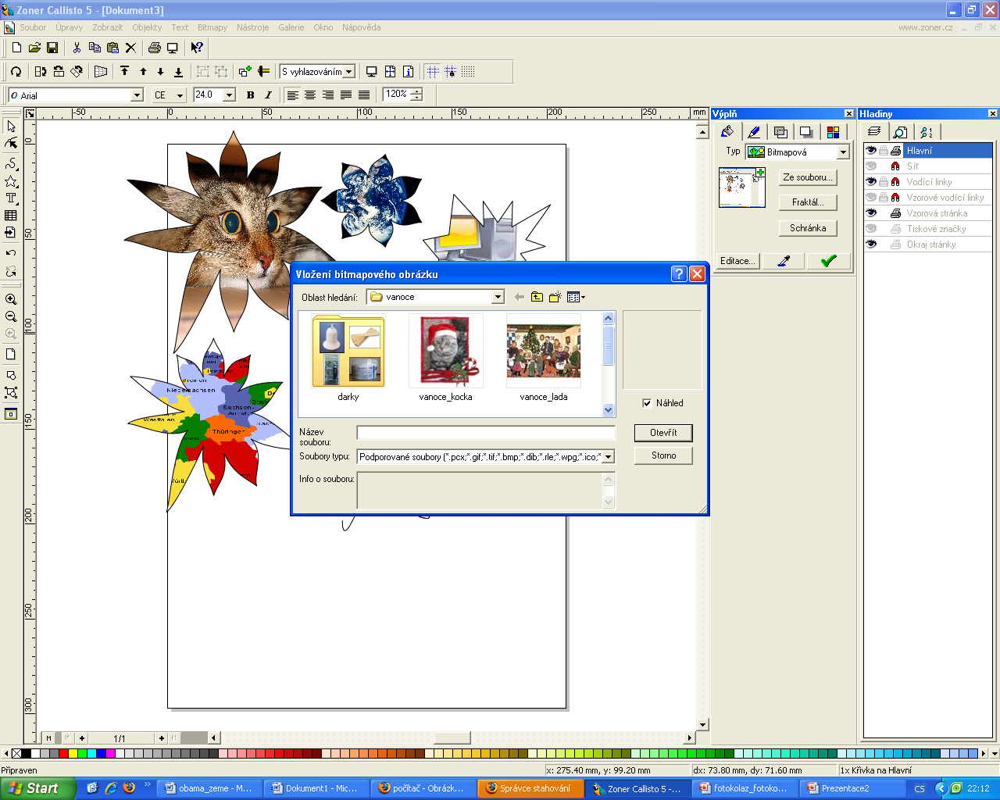 Zoner Callisto 5 - [Dokument3]
Soubor Úpravy Zobrazit Objekty Text Bitmapy Nástroje Galerie Okno Nápověda www.zoner.cz
S vyhlazováním
Arial CE 24.0 B I 120%
-50 0 50 100 150 200 250 mm
0
50
100
150
200
250
300
Výplň
Typ Bitmapová
Ze souboru...
Fraktál...
Schránka
Editace...
Hladiny
Hlavní
Síť
Vodící linky
Vzorové vodící linky
Vzorová stránka
Tiskové značky
Okraj stránky
Vložení bitmapového obrázku
Oblast hledání: vanoce
darky vanoce_kocka vanoce_lada
Náhled
Název souboru:
Otevřít
Soubory typu: Podporované soubory (*.pcx;*.gif;*.tif;*.bmp;*.dib;*.rle;*.wpg;*.ico;*
Storno
Info o souboru:
Bremen
Niedersachsen
Sachsen-
Thüringen
M 1/1
Připraven x: 275.40 mm, y: 99.20 mm dx: 73.80 mm, dy: 71.60 mm 1x Křivka na Hlavní
Start obama_zeme - M... Dokument1 - Mic... počítač - Obrázk... Správce stahování Zoner Callisto 5 -... fotokolaz_fotoko... Prezentace2 CS 22:12